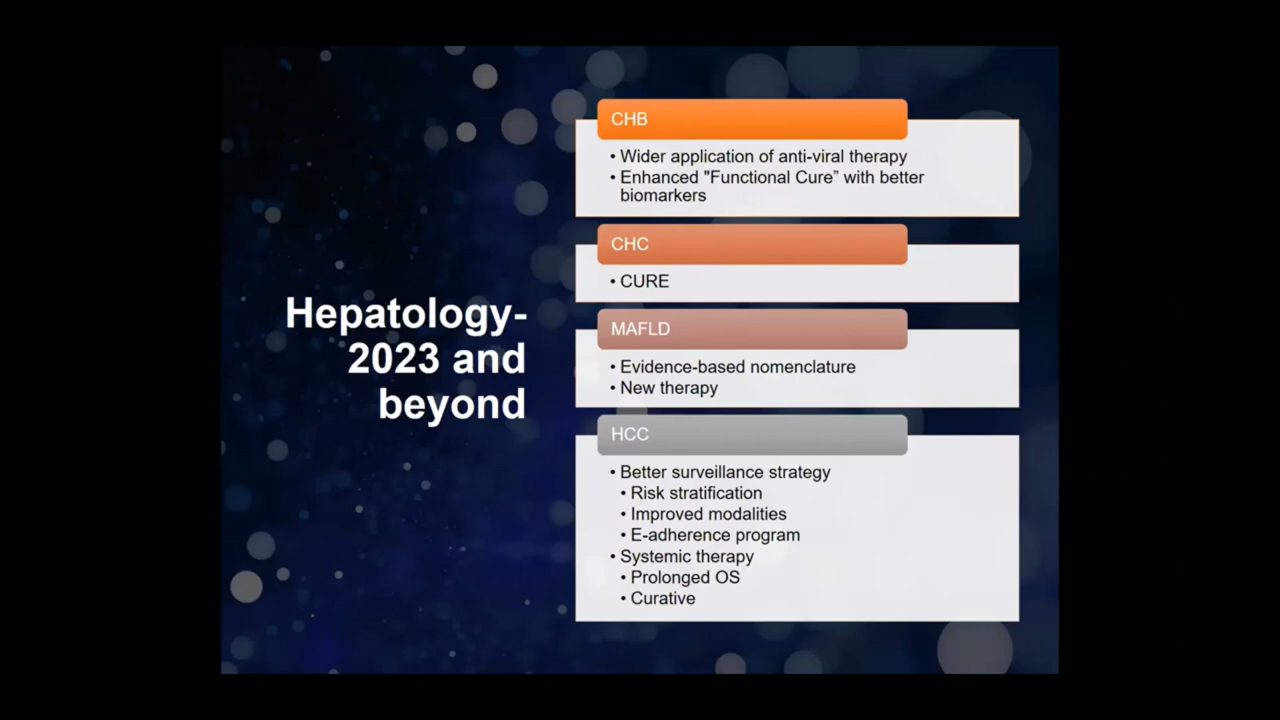 Hepatology-
2023 and
beyond
CHB
• Wider application of anti-viral therapy
• Enhanced "Functional Cure” with better
biomarkers
CHC
• CURE
MAFLD
• Evidence-based nomenclature
• New therapy
HCC
• Better surveillance strategy
• Risk stratification
• Improved modalities
• E-adherence program
• Systemic therapy
• Prolonged OS
• Curative